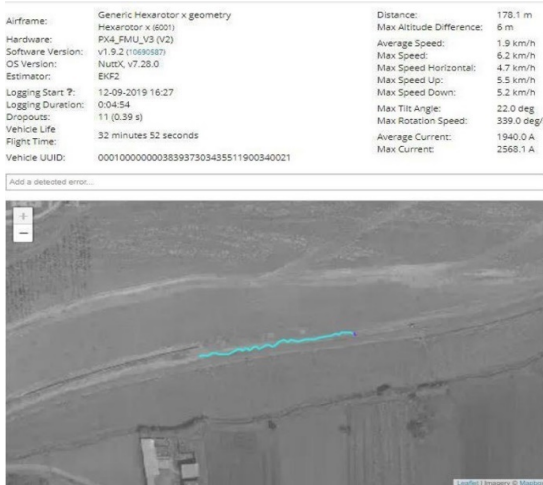 Airframe: Generic Hexarotor x geometry
Hexarotor x (6001)
Hardware: PX4_FMU_V3 (V2)
Software Version: v1.9.2 (10690587)
OS Version: NuttX, v7.28.0
Estimator: EKF2
Logging Start ?: 12-09-2019 16:27
Logging Duration: 0:04:54
Dropouts: 11 (0.39 s)
Vehicle Life
Flight Time: 32 minutes 52 seconds
Vehicle UUID: 000100000000383937303435511900340021
Distance: 178.1 m
Max Altitude Difference: 6 m
Average Speed: 1.9 km/h
Max Speed: 6.2 km/h
Max Speed Horizontal: 4.7 km/h
Max Speed Up: 5.5 km/h
Max Speed Down: 5.2 km/h
Max Tilt Angle: 22.0 deg
Max Rotation Speed: 339.0 deg/
Average Current: 1940.0 A
Max Current: 2568.1 A
Add a detected error...
+
−
Leaflet | Imagery ©